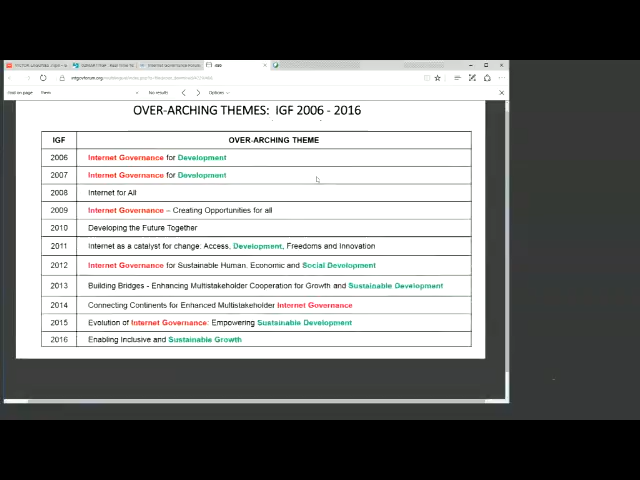 Find on page
No results
Options
OVER-ARCHING THEMES: IGF 2006 - 2016
IGF OVER-ARCHING THEME
2006 Internet Governance for Development
2007 Internet Governance for Development
2008 Internet for All
2009 Internet Governance – Creating Opportunities for all
2010 Developing the Future Together
2011 Internet as a catalyst for change: Access, Development, Freedoms and Innovation
2012 Internet Governance for Sustainable Human, Economic and Social Development
2013 Building Bridges - Enhancing Multistakeholder Cooperation for Growth and Sustainable Development
2014 Connecting Continents for Enhanced Multistakeholder Internet Governance
2015 Evolution of Internet Governance: Empowering Sustainable Development
2016 Enabling Inclusive and Sustainable Growth